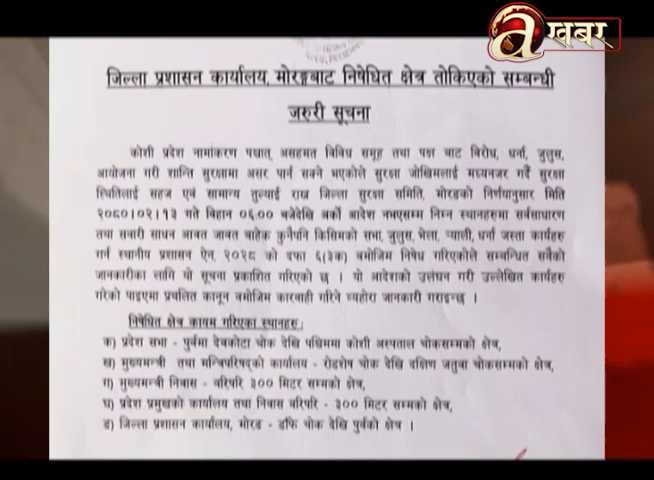 a खबर
जिल्ला प्रशासन कार्यालय, मोरङ्गबाट निषेधित क्षेत्र तोकिएको सम्बन्धी
जरुरी सूचना
कोशी प्रदेश नामांकरण पश्चात् असहमत विविध समूह तथा पक्ष बाट विरोध, धर्ना, जुलुस,
आयोजना गरी शान्ति सुरक्षामा असर पार्न सक्ने भएकोले सुरक्षा जोखिमलाई मध्यनजर गर्दै सुरक्षा
स्थितिलाई सहज एवं सामान्य तुल्याई राख्न जिल्ला सुरक्षा समिति, मोरङको निर्णयानुसार मिति
२०८०।०२।१३ गते विहान ०६:०० बजेदेखि अर्को आदेश नभएसम्म निम्न स्थानहरुमा सर्वसाधारण
तथा सवारी साधन आवत जावत बाहेक कुनैपनि किसिमको सभा, जुलुस, भेला, र्‍याली, धर्ना जस्ता कार्यहरु
गर्न स्थानीय प्रशासन ऐन, २०२८ को दफा ६(३क) बमोजिम निषेध गरिएकोले सम्बन्धित सबैको
जानकारीका लागि यो सूचना प्रकाशित गरिएको छ । यो आदेशको उलंघन गरी उल्लेखित कार्यहरु
गरेको पाइएमा प्रचलित कानून बमोजिम कारवाही गरिने व्यहोरा जानकारी गराइन्छ ।
निषेधित क्षेत्र कायम गरिएका स्थानहरु :
क) प्रदेश सभा - पुर्वमा देवकोटा चोक देखि पश्चिममा कोशी अस्पताल चोकसम्मको क्षेत्र,
ख) मुख्यमन्त्री तथा मन्त्रिपरिषद्को कार्यालय - रोडशेष चोक देखि दक्षिण जतुवा चोकसम्मको क्षेत्र,
ग) मुख्यमन्त्री निवास - वरिपरि ३०० मिटर सम्मको क्षेत्र,
घ) प्रदेश प्रमुखको कार्यालय तथा निवास वरिपरि - ३०० मिटर सम्मको क्षेत्र,
ड) जिल्ला प्रशासन कार्यालय, मोरङ - डफि चोक देखि पुर्वको क्षेत्र ।